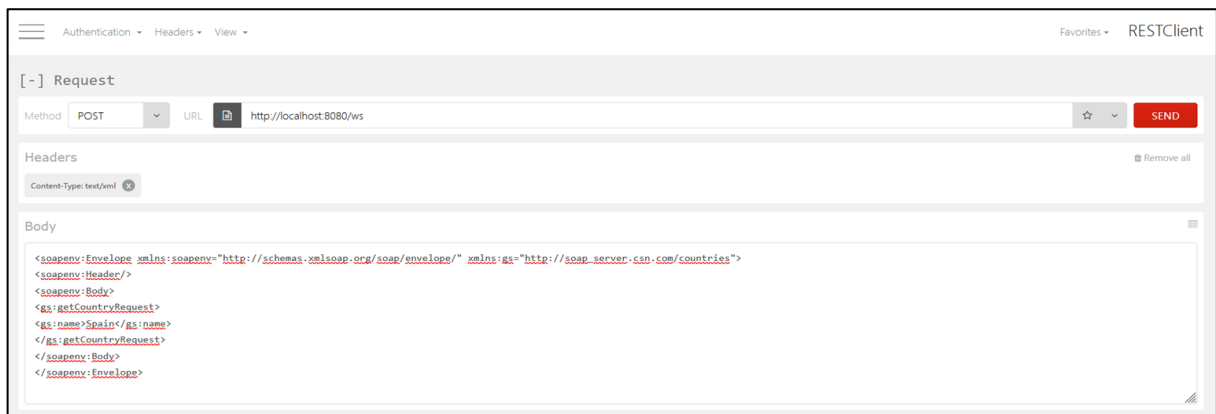 Authentication Headers View Favorites RESTClient
[-] Request
Method POST URL http://localhost:8080/ws SEND
Headers Remove all
Content-Type: text/xml
Body
<soapenv:Envelope xmlns:soapenv="http://schemas.xmlsoap.org/soap/envelope/" xmlns:gs="http://soap_server.csn.com/countries">
<soapenv:Header/>
<soapenv:Body>
<gs:getCountryRequest>
<gs:name>Spain</gs:name>
</gs:getCountryRequest>
</soapenv:Body>
</soapenv:Envelope>